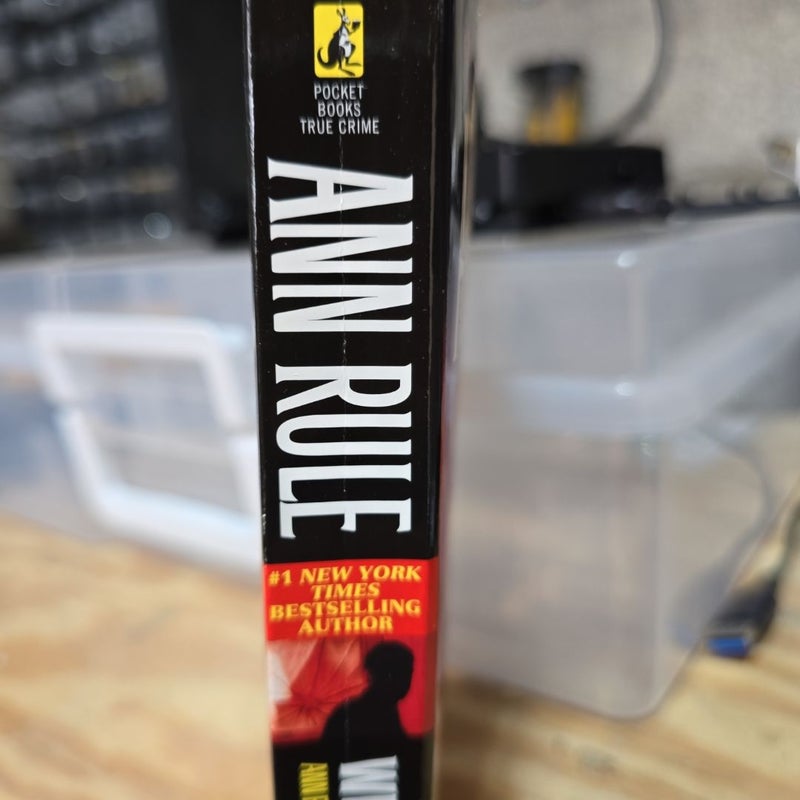 POCKET
BOOKS
TRUE CRIME
ANN RULE
#1 NEW YORK
TIMES
BESTSELLING
AUTHOR